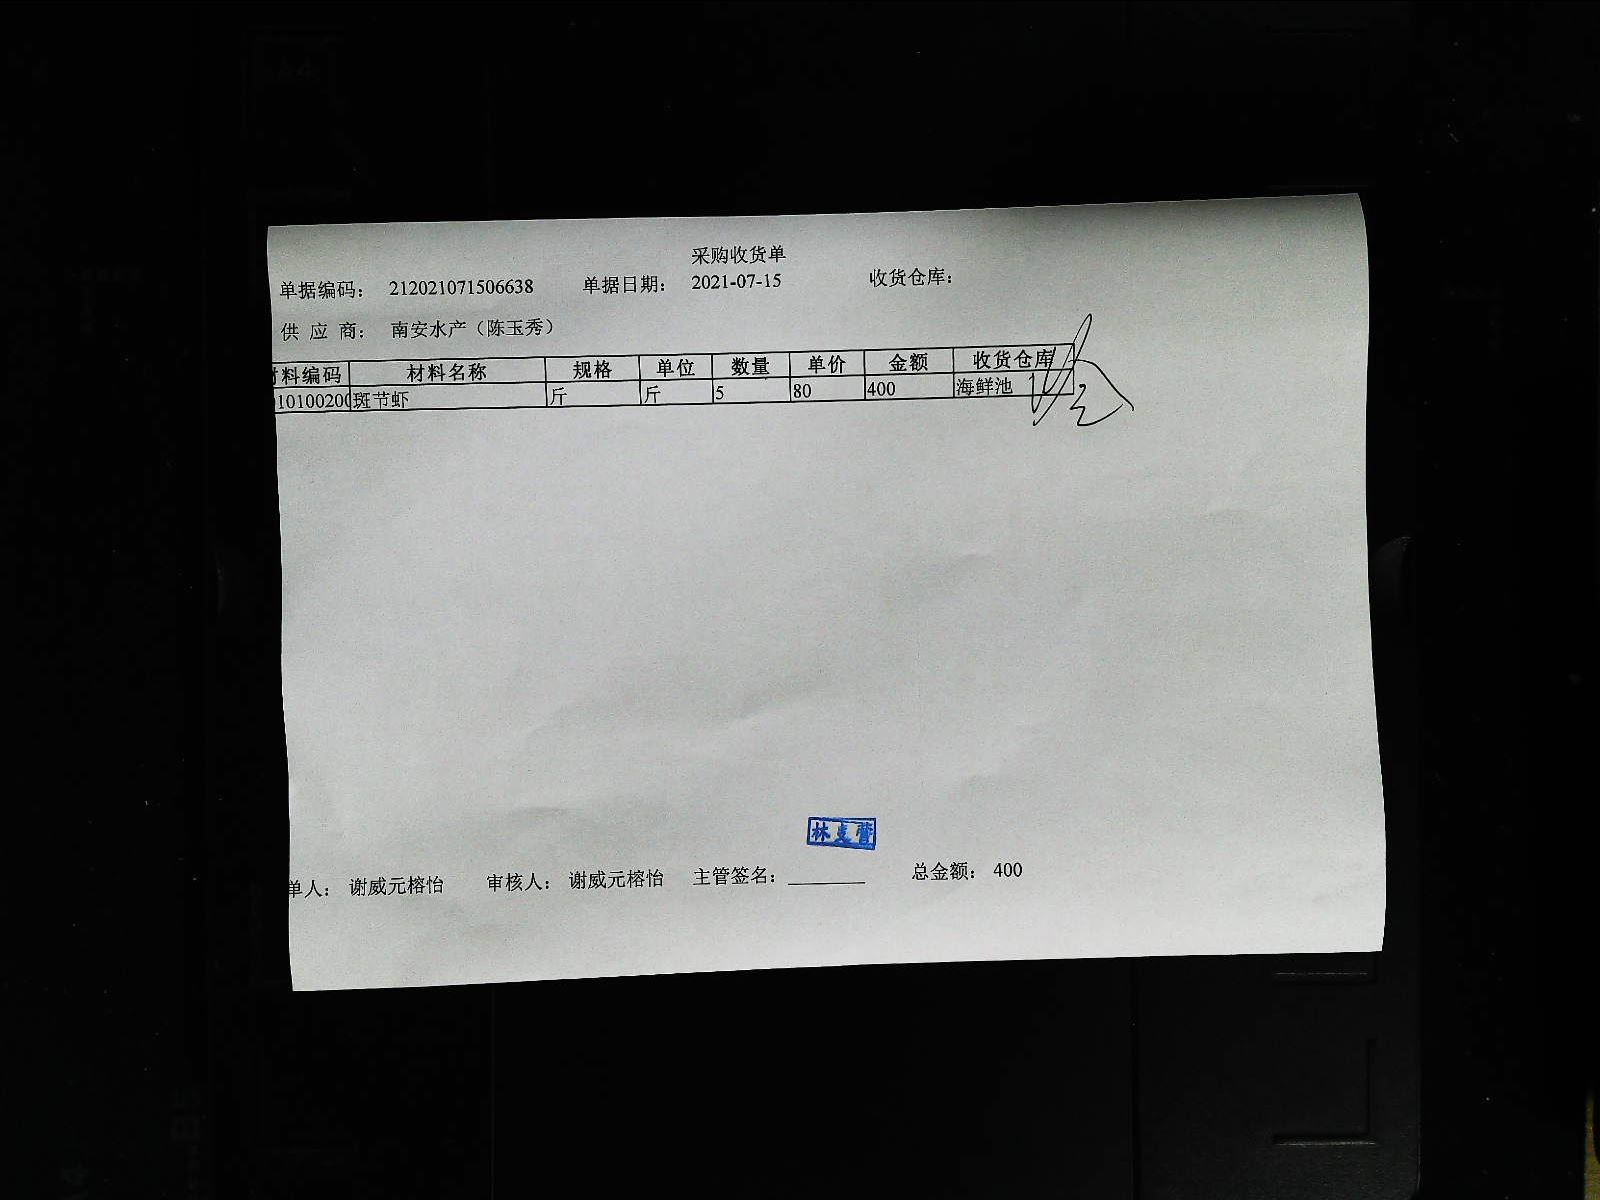 采购收货单
单据编码: 212021071506638 单据日期: 2021-07-15 收货仓库:
供 应 商: 南安水产（陈玉秀）
材料编码 材料名称 规格 单位 数量 单价 金额 收货仓库
10100200 斑节虾 斤 斤 5 80 400 海鲜池
单人: 谢威元榕怡 审核人: 谢威元榕怡 主管签名: ________ 总金额: 400